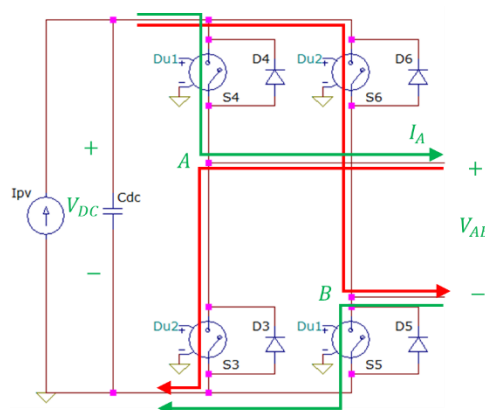 Du1
D4
Du2
D6
S4
S6
I_A
A
+
+
Ipv
V_DC
Cdc
V_AB
−
B
−
Du2
D3
Du1
D5
S3
S5